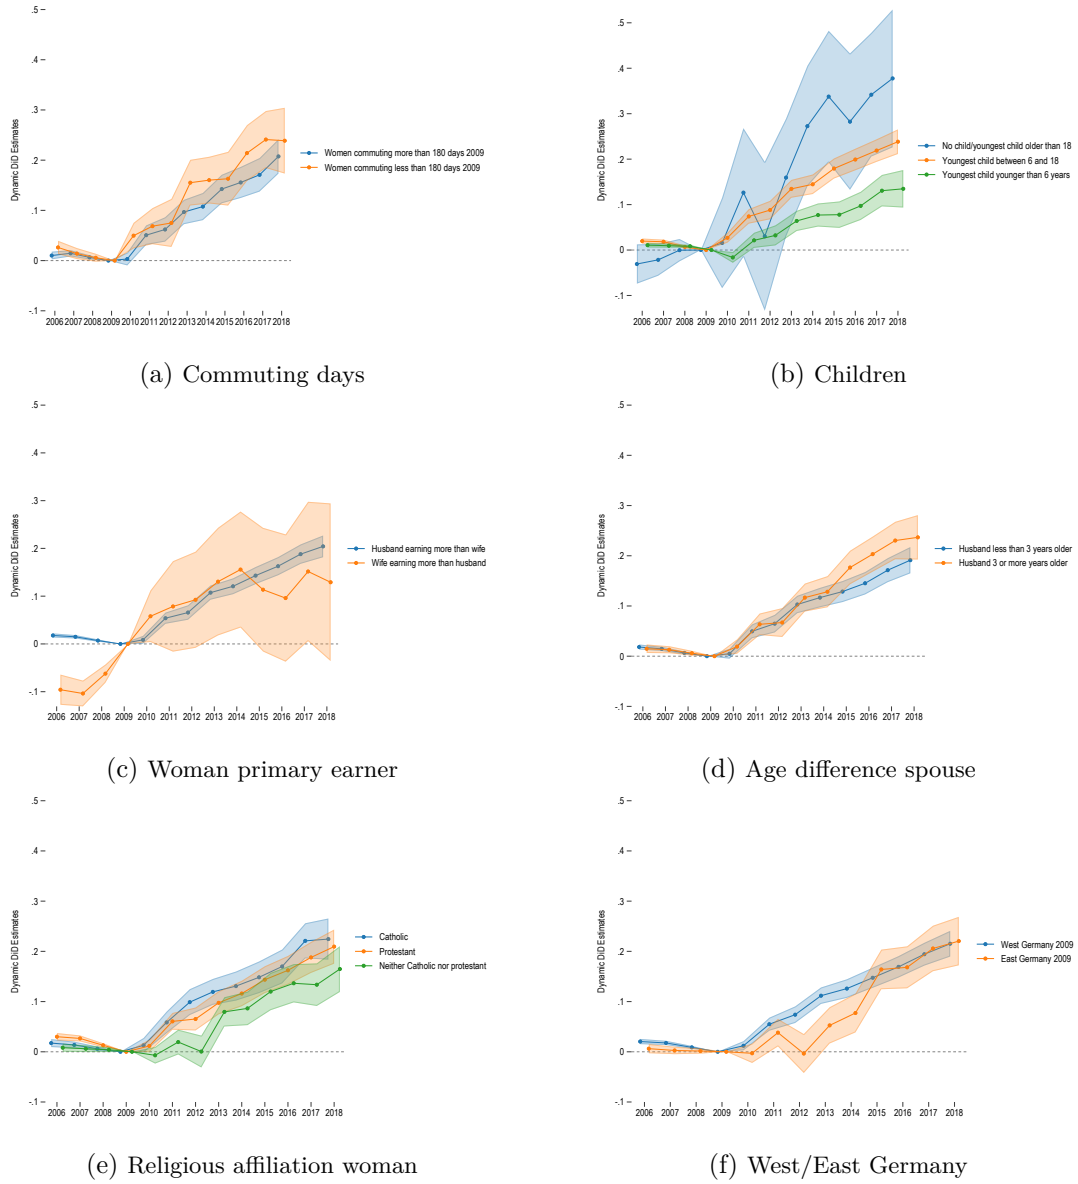 .5
.4
.3
.2
.1
0
-.1
Dynamic DiD Estimates
2006 2007 2008 2009 2010 2011 2012 2013 2014 2015 2016 2017 2018
Women commuting more than 180 days 2009
Women commuting less than 180 days 2009
(a) Commuting days
.5
.4
.3
.2
.1
0
-.1
Dynamic DiD Estimates
2006 2007 2008 2009 2010 2011 2012 2013 2014 2015 2016 2017 2018
No child/youngest child older than 18
Youngest child between 6 and 18
Youngest child younger than 6 years
(b) Children
.5
.4
.3
.2
.1
0
-.1
Dynamic DiD Estimates
2006 2007 2008 2009 2010 2011 2012 2013 2014 2015 2016 2017 2018
Husband earning more than wife
Wife earning more than husband
(c) Woman primary earner
.5
.4
.3
.2
.1
0
-.1
Dynamic DiD Estimates
2006 2007 2008 2009 2010 2011 2012 2013 2014 2015 2016 2017 2018
Husband less than 3 years older
Husband 3 or more years older
(d) Age difference spouse
.5
.4
.3
.2
.1
0
-.1
Dynamic DiD Estimates
2006 2007 2008 2009 2010 2011 2012 2013 2014 2015 2016 2017 2018
Catholic
Protestant
Neither Catholic nor protestant
(e) Religious affiliation woman
.5
.4
.3
.2
.1
0
-.1
Dynamic DiD Estimates
2006 2007 2008 2009 2010 2011 2012 2013 2014 2015 2016 2017 2018
West Germany 2009
East Germany 2009
(f) West/East Germany